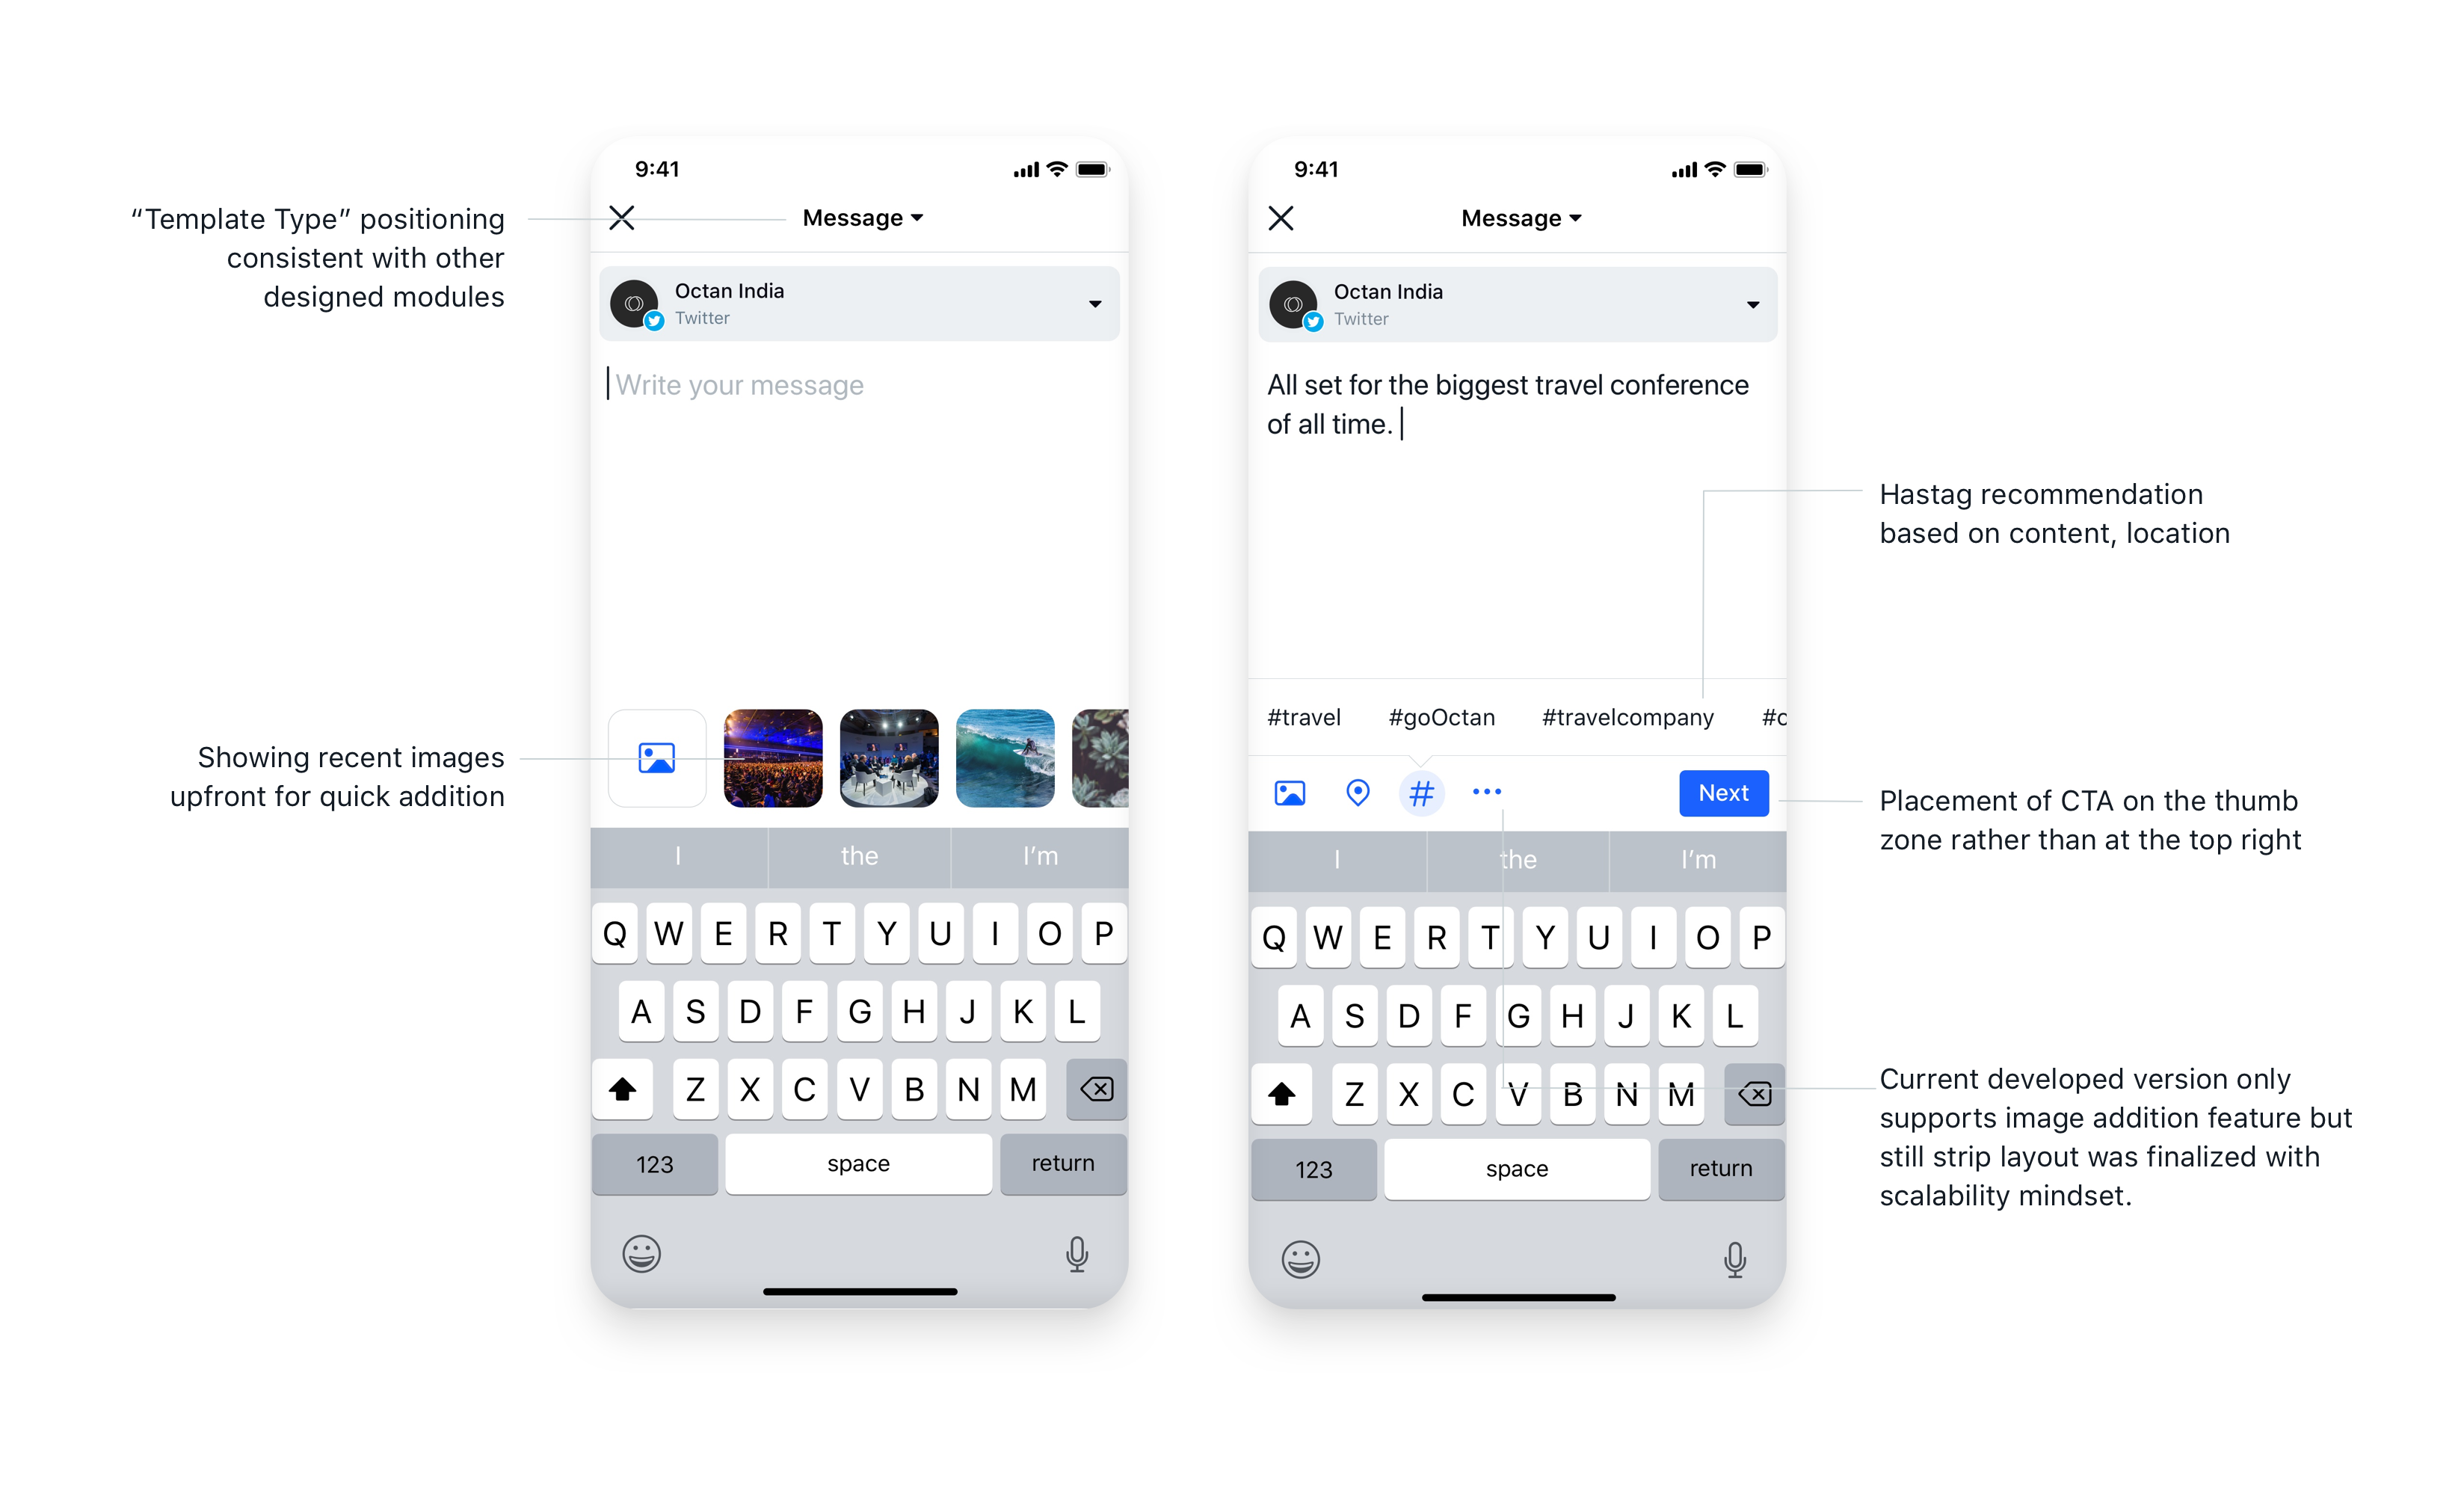 “Template Type” positioning
consistent with other
designed modules
Showing recent images
upfront for quick addition
9:41
Message
Octan India
Twitter
Write your message
I the I’m
Q W E R T Y U I O P
A S D F G H J K L
Z X C V B N M
123 space return
9:41
Message
Octan India
Twitter
All set for the biggest travel conference
of all time.
#travel #goOctan #travelcompany
# Next
I the I’m
Q W E R T Y U I O P
A S D F G H J K L
Z X C V B N M
123 space return
Hastag recommendation
based on content, location
Placement of CTA on the thumb
zone rather than at the top right
Current developed version only
supports image addition feature but
still strip layout was finalized with
scalability mindset.